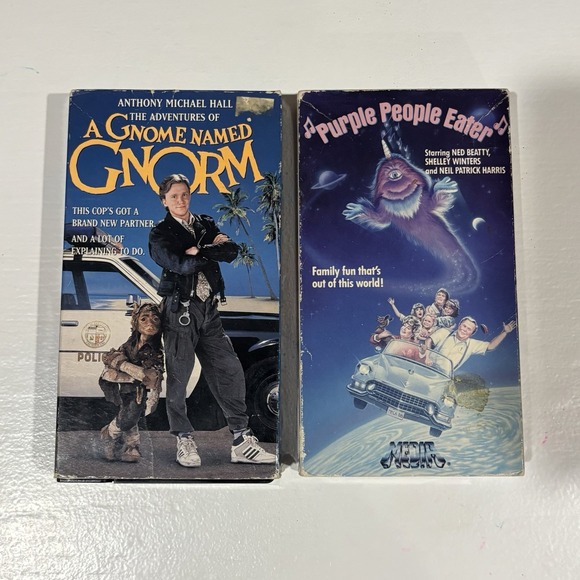 ANTHONY MICHAEL HALL
THE ADVENTURES OF
A GNOME NAMED
GNORM
THIS COP'S GOT A
BRAND NEW PARTNER
AND A LOT OF
EXPLAINING TO DO.
Purple People Eater
Starring NED BEATTY,
SHELLEY WINTERS
and NEIL PATRICK HARRIS
Family fun that's
out of this world!
MEDIA